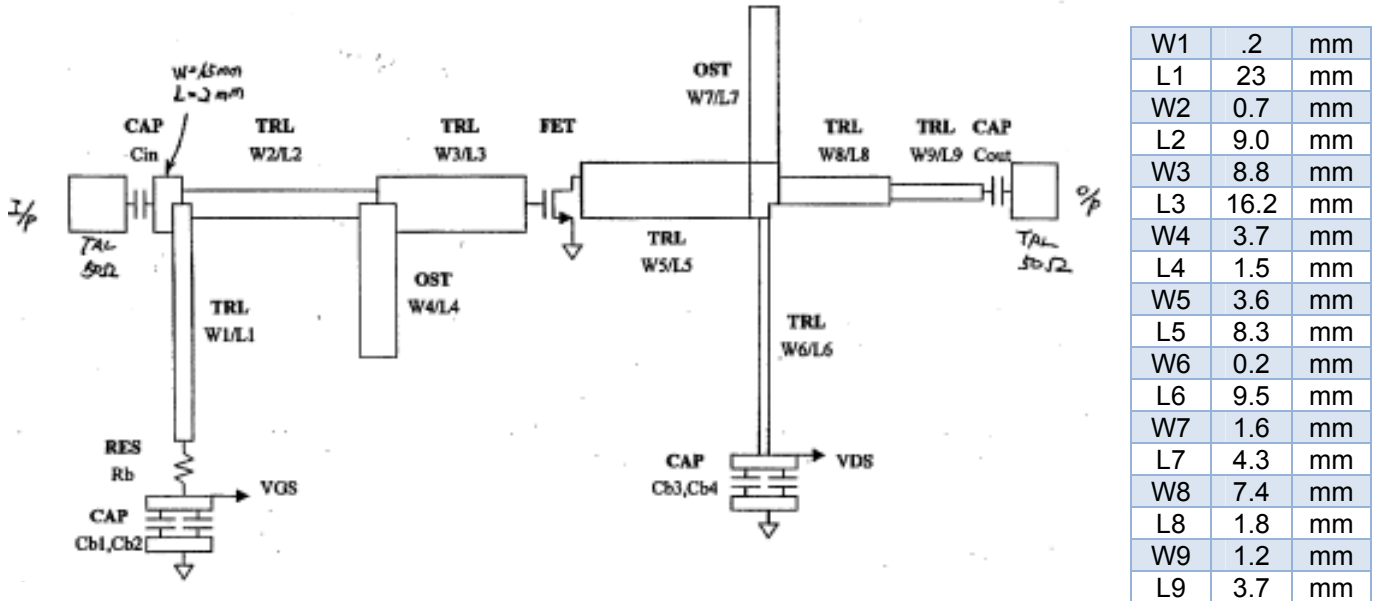 W=.15mm
L=2mm
CAP
Cin
TRL
W2/L2
TRL
W3/L3
FET
OST
W7/L7
TRL
W8/L8
TRL
W9/L9
CAP
Cout
I/P
O/P
50Ω
50Ω
TRL
W5/L5
OST
W4/L4
TRL
W1/L1
TRL
W6/L6
RES
Rb
VGS
CAP
Cb1,Cb2
CAP
Cb3,Cb4
VDS
W1 .2 mm
L1 23 mm
W2 0.7 mm
L2 9.0 mm
W3 8.8 mm
L3 16.2 mm
W4 3.7 mm
L4 1.5 mm
W5 3.6 mm
L5 8.3 mm
W6 0.2 mm
L6 9.5 mm
W7 1.6 mm
L7 4.3 mm
W8 7.4 mm
L8 1.8 mm
W9 1.2 mm
L9 3.7 mm